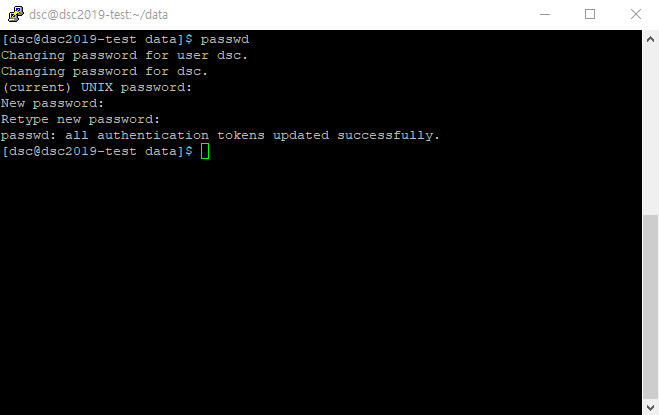 dsc@dsc2019-test:~/data
[dsc@dsc2019-test data]$ passwd
Changing password for user dsc.
Changing password for dsc.
(current) UNIX password:
New password:
Retype new password:
passwd: all authentication tokens updated successfully.
[dsc@dsc2019-test data]$